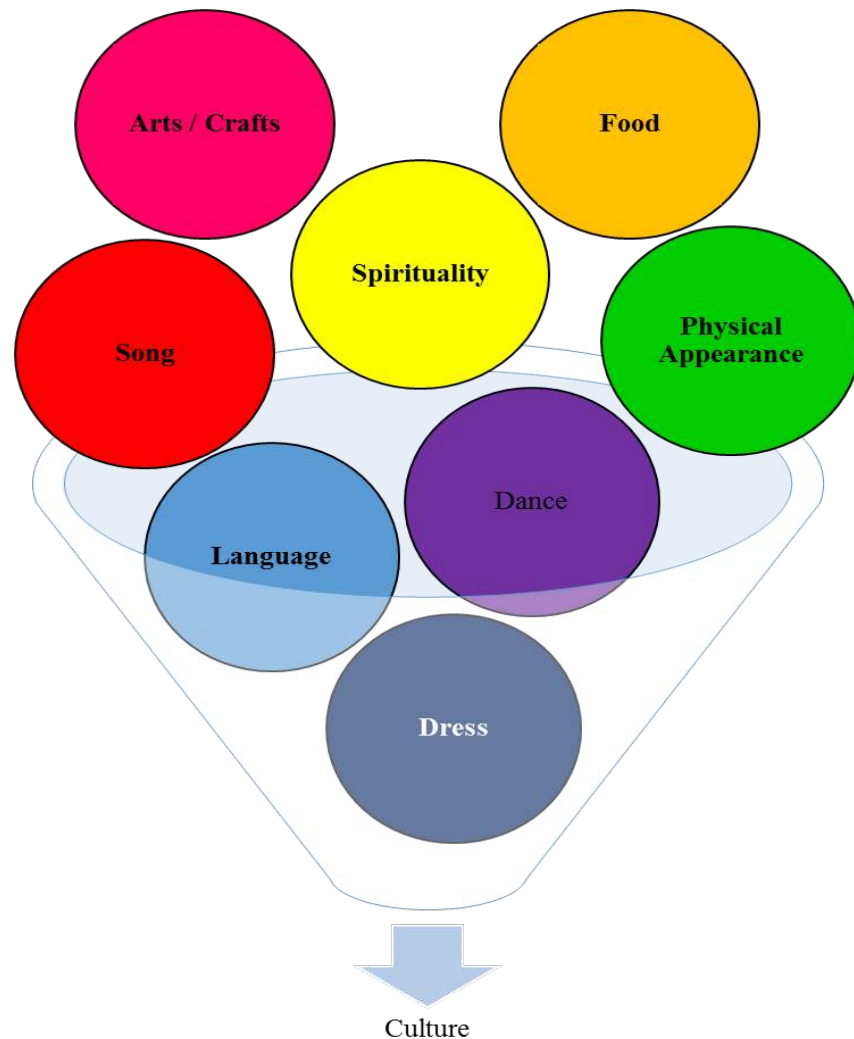 Arts / Crafts
Food
Spirituality
Song
Physical
Appearance
Dance
Language
Dress
Culture